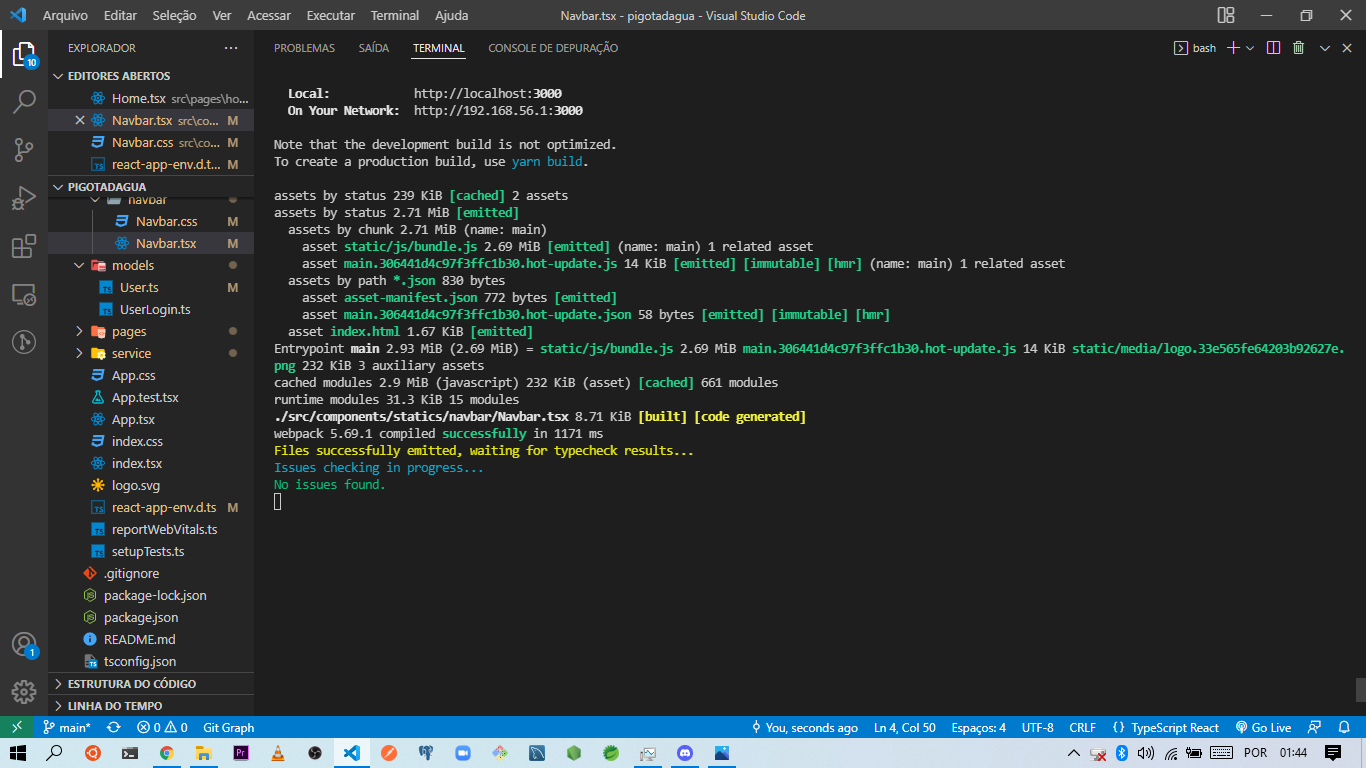 Arquivo Editar Seleção Ver Acessar Executar Terminal Ajuda
Navbar.tsx - pigotadagua - Visual Studio Code
EXPLORADOR
EDITORES ABERTOS
Home.tsx src\pages\ho...
Navbar.tsx src\co... M
Navbar.css src\co... M
react-app-env.d.t... M
PIGOTADAGUA
navbar
Navbar.css M
Navbar.tsx M
models
User.ts M
UserLogin.ts
pages
service
App.css
App.test.tsx
App.tsx
index.css
index.tsx
logo.svg
react-app-env.d.ts M
reportWebVitals.ts
setupTests.ts
.gitignore
package-lock.json
package.json
README.md
tsconfig.json
ESTRUTURA DO CÓDIGO
LINHA DO TEMPO
10
1
PROBLEMAS SAÍDA TERMINAL CONSOLE DE DEPURAÇÃO
bash
Local: http://localhost:3000
On Your Network: http://192.168.56.1:3000
Note that the development build is not optimized.
To create a production build, use yarn build.
assets by status 239 KiB [cached] 2 assets
assets by status 2.71 MiB [emitted]
assets by chunk 2.71 MiB (name: main)
asset static/js/bundle.js 2.69 MiB [emitted] (name: main) 1 related asset
asset main.306441d4c97f3ffc1b30.hot-update.js 14 KiB [emitted] [immutable] [hmr] (name: main) 1 related asset
assets by path *.json 830 bytes
asset asset-manifest.json 772 bytes [emitted]
asset main.306441d4c97f3ffc1b30.hot-update.json 58 bytes [emitted] [immutable] [hmr]
asset index.html 1.67 KiB [emitted]
Entrypoint main 2.93 MiB (2.69 MiB) = static/js/bundle.js 2.69 MiB main.306441d4c97f3ffc1b30.hot-update.js 14 KiB static/media/logo.33e565fe64203b92627e.
png 232 KiB 3 auxiliary assets
cached modules 2.9 MiB (javascript) 232 KiB (asset) [cached] 661 modules
runtime modules 31.3 KiB 15 modules
./src/components/statics/navbar/Navbar.tsx 8.71 KiB [built] [code generated]
webpack 5.69.1 compiled successfully in 1171 ms
Files successfully emitted, waiting for typecheck results...
Issues checking in progress...
No issues found.
main* 0 0 Git Graph
You, seconds ago Ln 4, Col 50 Espaços: 4 UTF-8 CRLF {} TypeScript React Go Live
Pr
POR 01:44